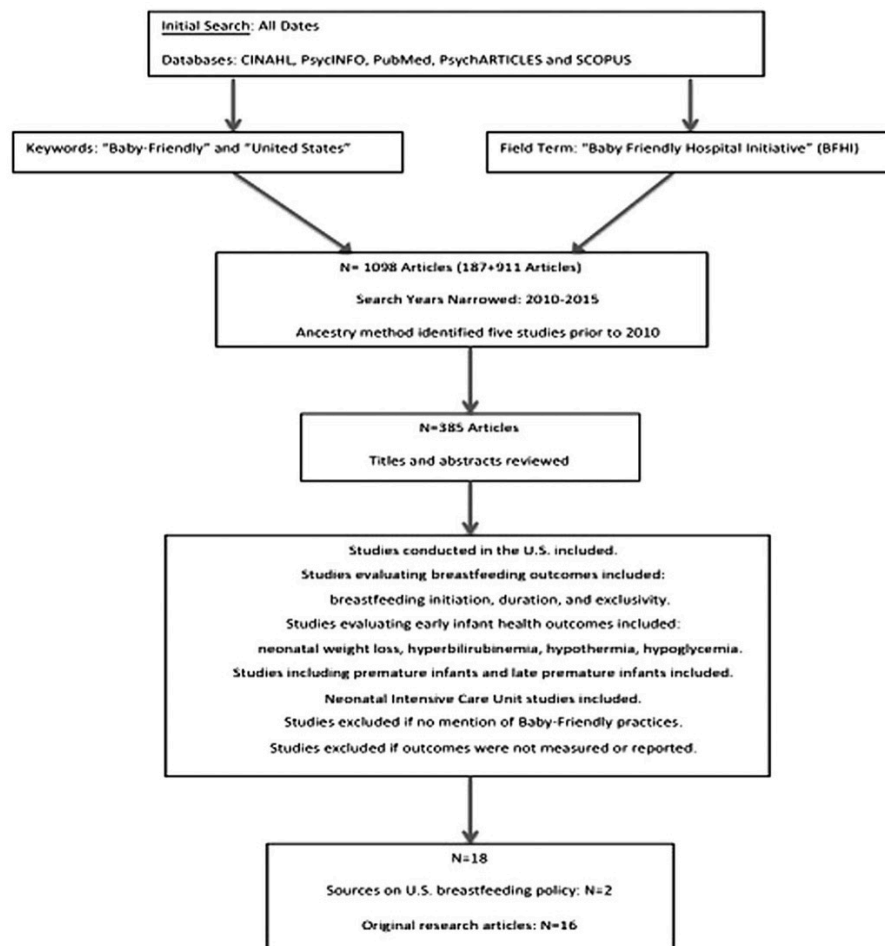 Initial Search: All Dates
Databases: CINAHL, PsycINFO, PubMed, PsychARTICLES and SCOPUS
Keywords: "Baby-Friendly" and "United States"
Field Term: "Baby Friendly Hospital Initiative" (BFHI)
N= 1098 Articles (187+911 Articles)
Search Years Narrowed: 2010-2015
Ancestry method identified five studies prior to 2010
N=385 Articles
Titles and abstracts reviewed
Studies conducted in the U.S. included.
Studies evaluating breastfeeding outcomes included:
breastfeeding initiation, duration, and exclusivity.
Studies evaluating early infant health outcomes included:
neonatal weight loss, hyperbilirubinemia, hypothermia, hypoglycemia.
Studies including premature infants and late premature infants included.
Neonatal Intensive Care Unit studies included.
Studies excluded if no mention of Baby-Friendly practices.
Studies excluded if outcomes were not measured or reported.
N=18
Sources on U.S. breastfeeding policy: N=2
Original research articles: N=16